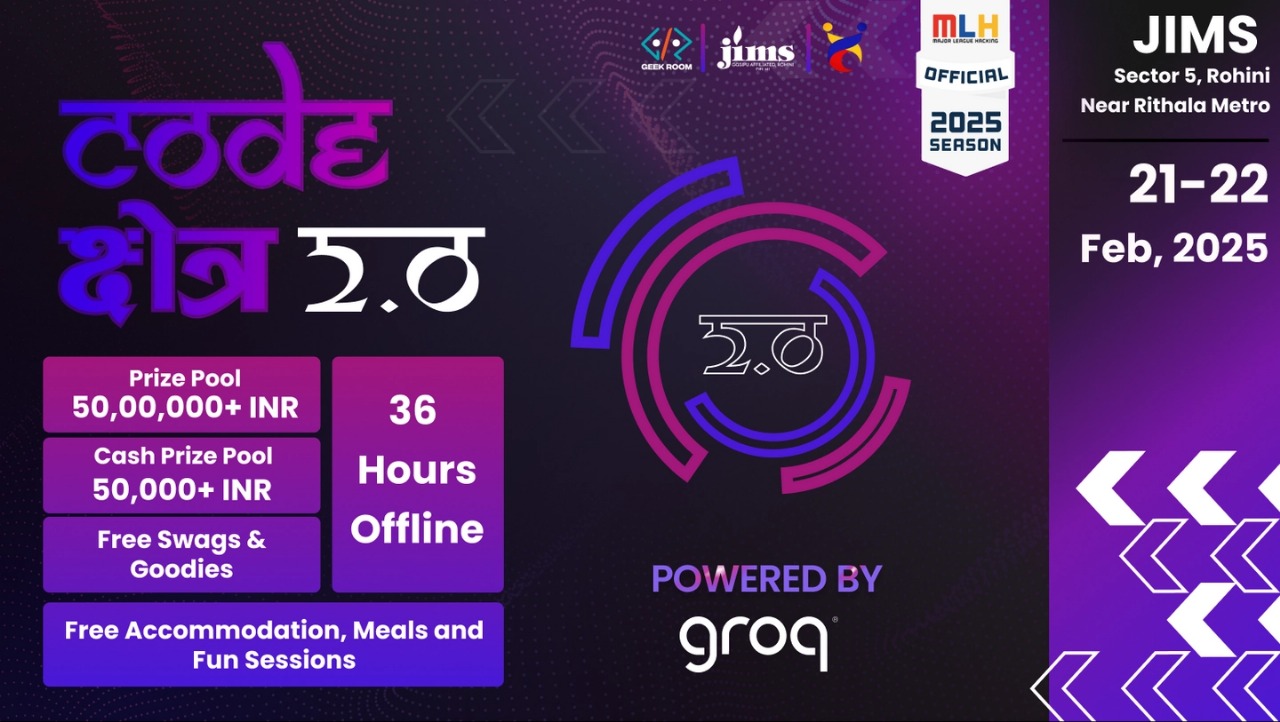 code
क्षेत्र 2.0
Prize Pool
50,00,000+ INR
Cash Prize Pool
50,000+ INR
Free Swags &
Goodies
36
Hours
Offline
Free Accommodation, Meals and
Fun Sessions
GEEK ROOM
jims
MLH
MAJOR LEAGUE HACKING
OFFICIAL
2025
SEASON
2.0
POWERED BY
groq®
JIMS
Sector 5, Rohini
Near Rithala Metro
21-22
Feb, 2025